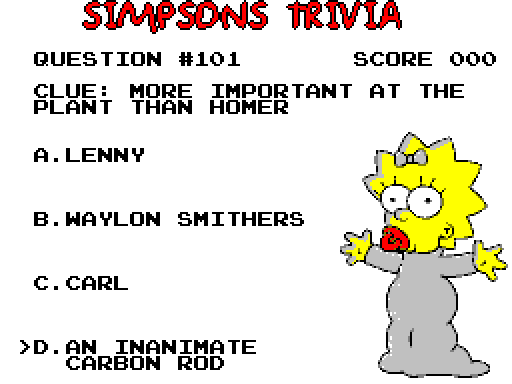 SIMPSONS TRIVIA
QUESTION #101 SCORE 000
CLUE: MORE IMPORTANT AT THE
PLANT THAN HOMER
A.LENNY
B.WAYLON SMITHERS
C.CARL
>D.AN INANIMATE
CARBON ROD